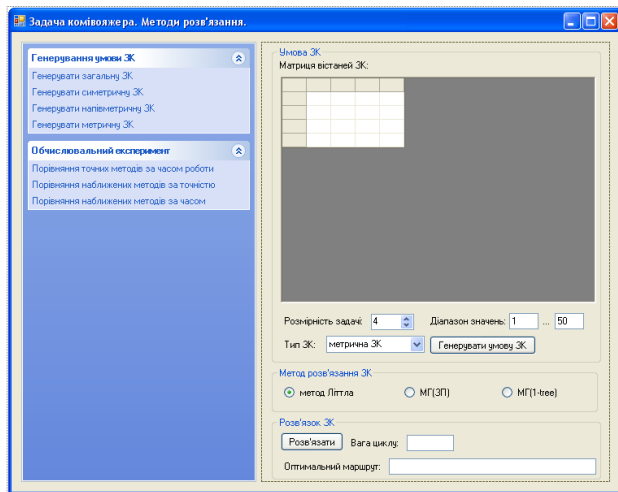 Задача комівояжера. Методи розв'язання.
Генерування умови ЗК
Генерувати загальну ЗК
Генерувати симетричну ЗК
Генерувати напівметричну ЗК
Генерувати метричну ЗК
Обчислювальний експеримент
Порівняння точних методів за часом роботи
Порівняння наближених методів за точністю
Порівняння наближених методів за часом
Умова ЗК
Матриця вістаней ЗК:
Розмірність задачі: 4 Діапазон значень: 1 ... 50
Тип ЗК: метрична ЗК Генерувати умову ЗК
Метод розв'язання ЗК
метод Літтла МГ(ЗП) МГ(1-tree)
Розв'язок ЗК
Розв'язати Вага циклу:
Оптимальний маршрут: